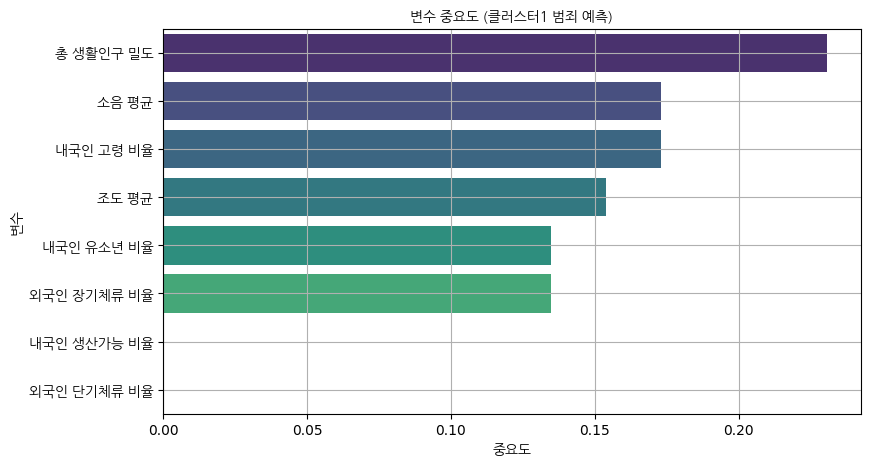 변수 중요도 (클러스터1 범죄 예측)
변수
총 생활인구 밀도
소음 평균
내국인 고령 비율
조도 평균
내국인 유소년 비율
외국인 장기체류 비율
내국인 생산가능 비율
외국인 단기체류 비율
0.00 0.05 0.10 0.15 0.20
중요도